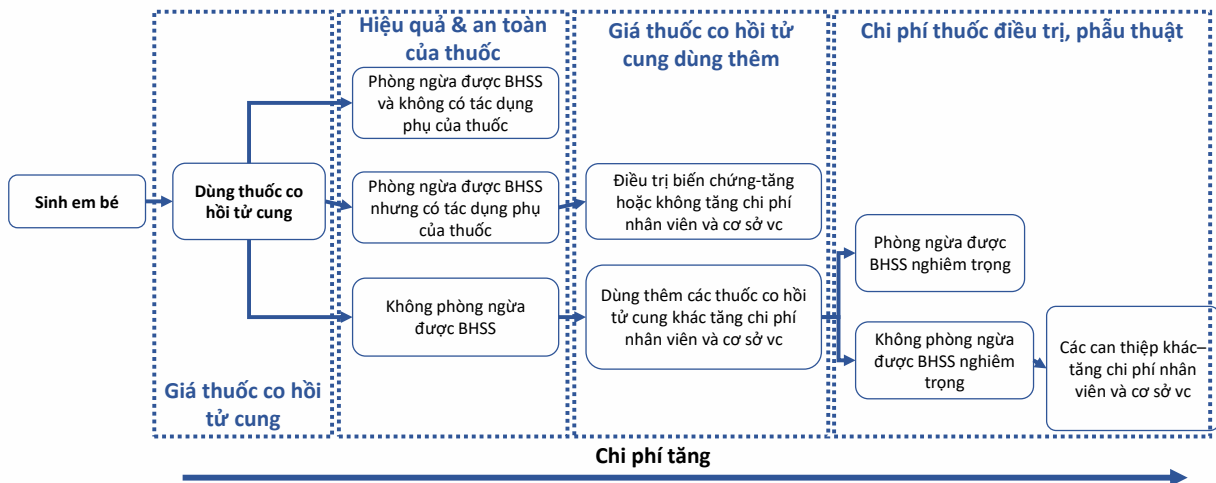 Hiệu quả & an toàn
của thuốc
Giá thuốc co hồi tử
cung dùng thêm
Chi phí thuốc điều trị, phẫu thuật
Phòng ngừa được BHSS
và không có tác dụng
phụ của thuốc
Sinh em bé
Dùng thuốc co
hồi tử cung
Phòng ngừa được BHSS
nhưng có tác dụng phụ
của thuốc
Điều trị biến chứng-tăng
hoặc không tăng chi phí
nhân viên và cơ sở vc
Không phòng ngừa
được BHSS
Dùng thêm các thuốc co hồi
tử cung khác tăng chi phí
nhân viên và cơ sở vc
Phòng ngừa được
BHSS nghiêm trọng
Không phòng ngừa
được BHSS nghiêm
trọng
Các can thiệp khác–
tăng chi phí nhân
viên và cơ sở vc
Giá thuốc co hồi
tử cung
Chi phí tăng